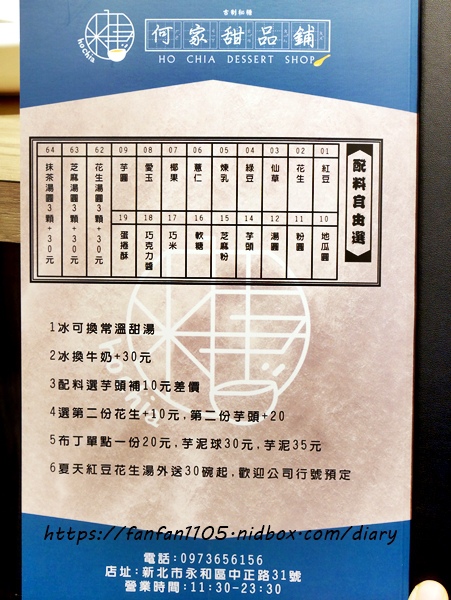 古創秘糖
何家甜品鋪
HO CHIA DESSERT SHOP
ho chia
配料自由選
01 紅豆
02 花生
03 仙草
04 綠豆
05 煉乳
06 薏仁
07 椰果
08 愛玉
09 芋圓
10 地瓜圓
11 粉圓
12 湯圓
14 芋頭
15 芝麻粉
16 軟糖
17 巧米
18 巧克力醬
19 蛋捲酥
62 花生湯圓3顆+30元
63 芝麻湯圓3顆+30元
64 抹茶湯圓3顆+30元
ho chia
1冰可換常溫甜湯
2冰換牛奶+30元
3配料選芋頭補10元差價
4選第二份花生+10元,第二份芋頭+20
5布丁單點一份20元,芋泥球30元,芋泥35元
6夏天紅豆花生湯外送30碗起,歡迎公司行號預定
https://fanfan1105.nidbox.com/diary
電話:0973656156
店址:新北市永和區中正路31號
營業時間:11:30-23:30